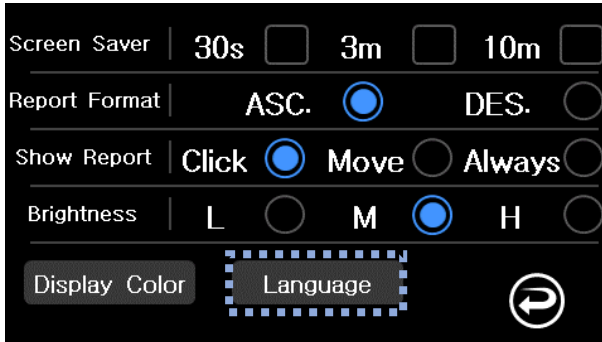 Screen Saver 30s 3m 10m
Report Format ASC. DES.
Show Report Click Move Always
Brightness L M H
Display Color Language